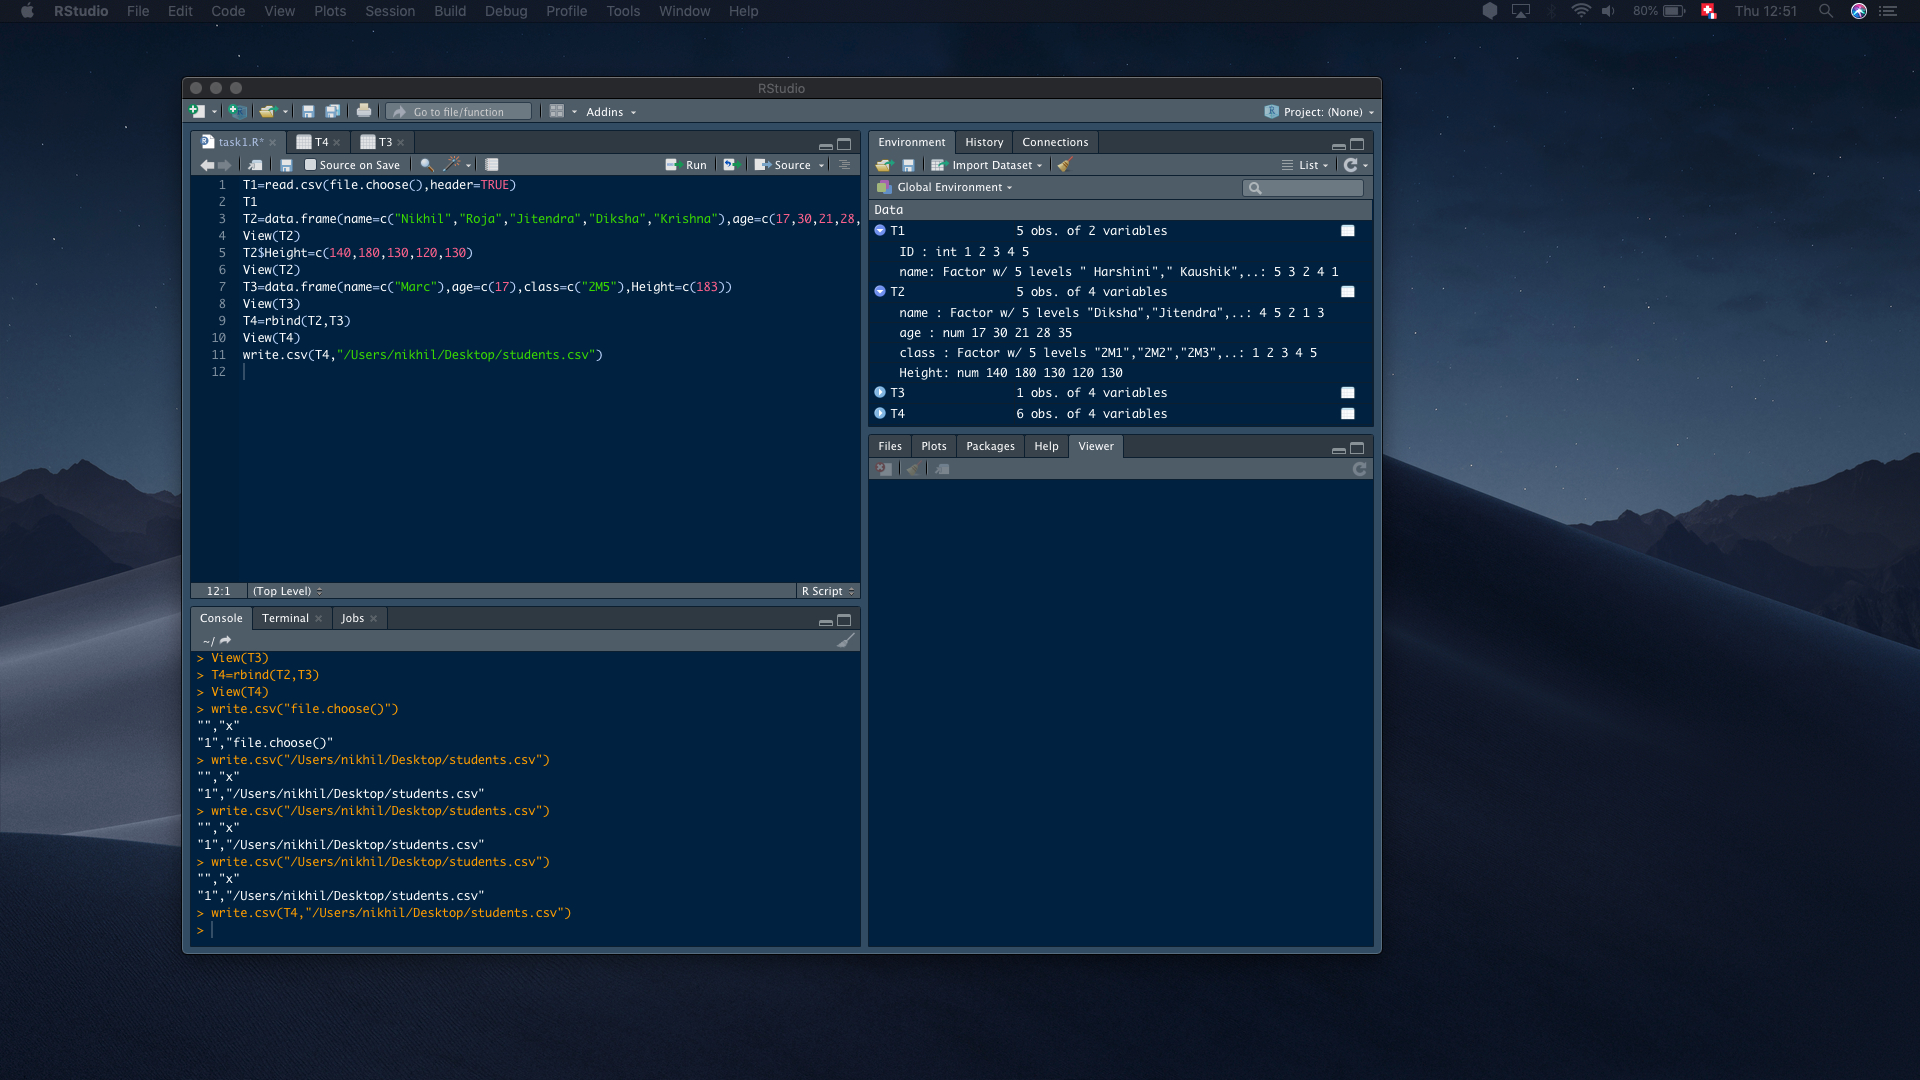 RStudio File Edit Code View Plots Session Build Debug Profile Tools Window Help 80% Thu 12:51
RStudio
Go to file/function Addins Project: (None)
task1.R* T4 T3
Source on Save Run Source
1 T1=read.csv(file.choose(),header=TRUE)
2 T1
3 T2=data.frame(name=c("Nikhil","Roja","Jitendra","Diksha","Krishna"),age=c(17,30,21,28,
4 View(T2)
5 T2$Height=c(140,180,130,120,130)
6 View(T2)
7 T3=data.frame(name=c("Marc"),age=c(17),class=c("2M5"),Height=c(183))
8 View(T3)
9 T4=rbind(T2,T3)
10 View(T4)
11 write.csv(T4,"/Users/nikhil/Desktop/students.csv")
12
12:1 (Top Level) R Script
Console Terminal Jobs
~/
> View(T3)
> T4=rbind(T2,T3)
> View(T4)
> write.csv("file.choose()")
"","x"
"1","file.choose()"
> write.csv("/Users/nikhil/Desktop/students.csv")
"","x"
"1","/Users/nikhil/Desktop/students.csv"
> write.csv("/Users/nikhil/Desktop/students.csv")
"","x"
"1","/Users/nikhil/Desktop/students.csv"
> write.csv("/Users/nikhil/Desktop/students.csv")
"","x"
"1","/Users/nikhil/Desktop/students.csv"
> write.csv(T4,"/Users/nikhil/Desktop/students.csv")
>
Environment History Connections
Import Dataset List
Global Environment
Data
T1 5 obs. of 2 variables
ID : int 1 2 3 4 5
name: Factor w/ 5 levels " Harshini"," Kaushik",..: 5 3 2 4 1
T2 5 obs. of 4 variables
name : Factor w/ 5 levels "Diksha","Jitendra",..: 4 5 2 1 3
age : num 17 30 21 28 35
class : Factor w/ 5 levels "2M1","2M2","2M3",..: 1 2 3 4 5
Height: num 140 180 130 120 130
T3 1 obs. of 4 variables
T4 6 obs. of 4 variables
Files Plots Packages Help Viewer